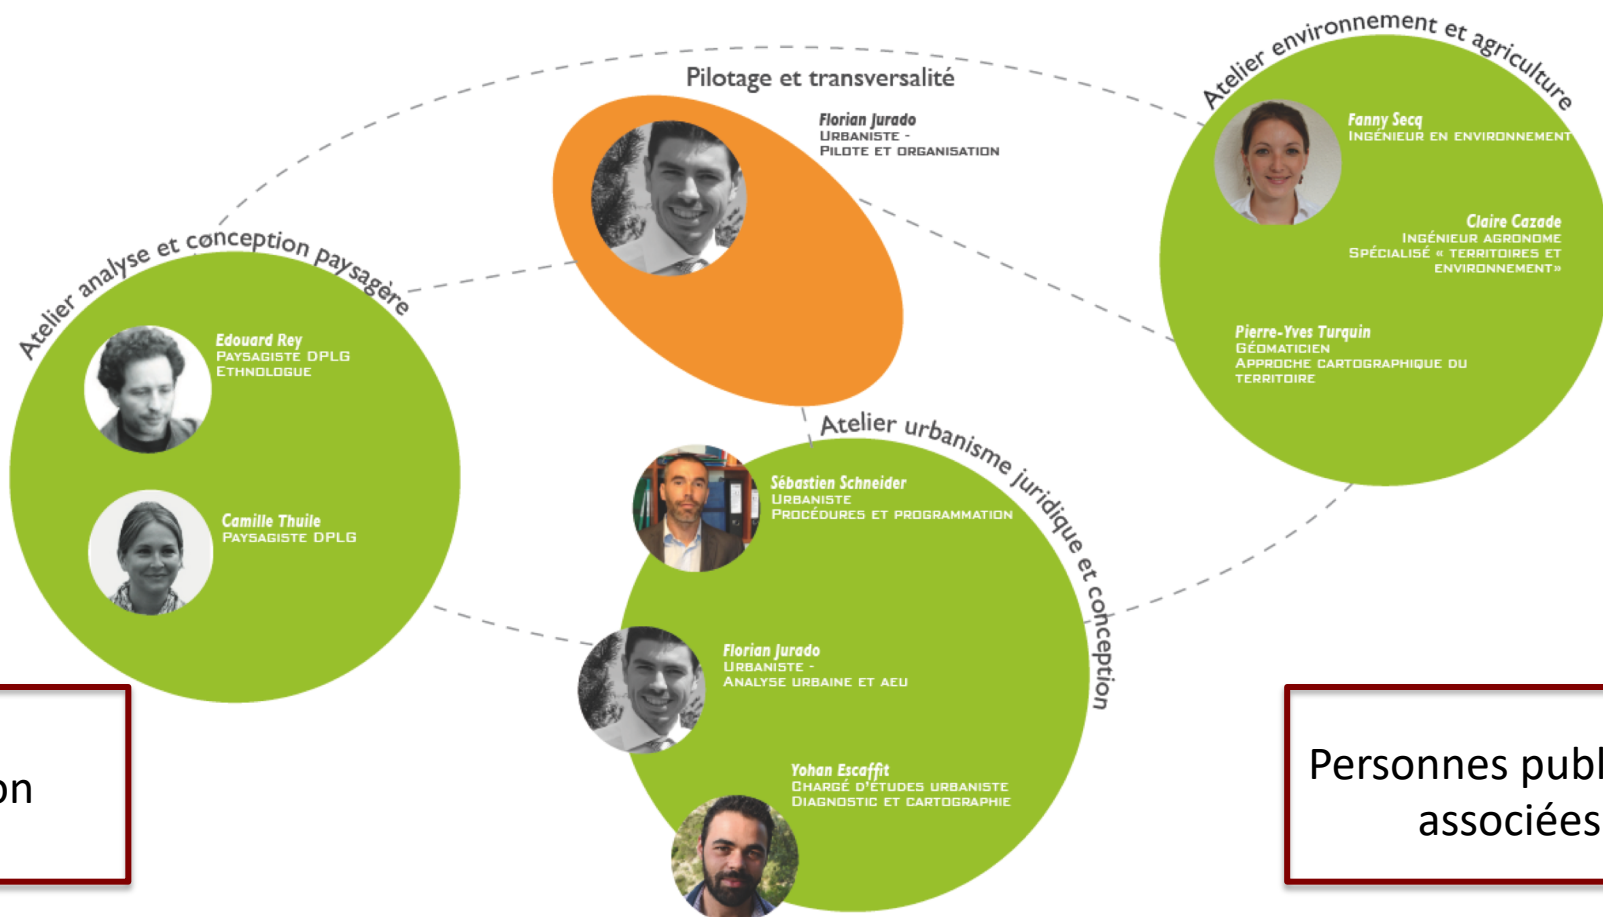 Pilotage et transversalité
Florian Jurado
URBANISTE -
PILOTE ET ORGANISATION
Atelier environnement et agriculture
Fanny Secq
INGÉNIEUR EN ENVIRONNEMENT
Claire Cazade
INGÉNIEUR AGRONOME
SPÉCIALISÉ « TERRITOIRES ET
ENVIRONNEMENT»
Pierre-Yves Turquin
GÉOMATICIEN
APPROCHE CARTOGRAPHIQUE DU
TERRITOIRE
Atelier analyse et conception paysagère
Edouard Rey
PAYSAGISTE DPLG
ETHNOLOGUE
Camille Thuile
PAYSAGISTE DPLG
Atelier urbanisme juridique et conception
Sébastien Schneider
URBANISTE
PROCÉDURES ET PROGRAMMATION
Florian Jurado
URBANISTE -
ANALYSE URBAINE ET AEU
Yohan Escaffit
CHARGÉ D'ÉTUDES URBANISTE
DIAGNOSTIC ET CARTOGRAPHIE
on
Personnes publ
associées